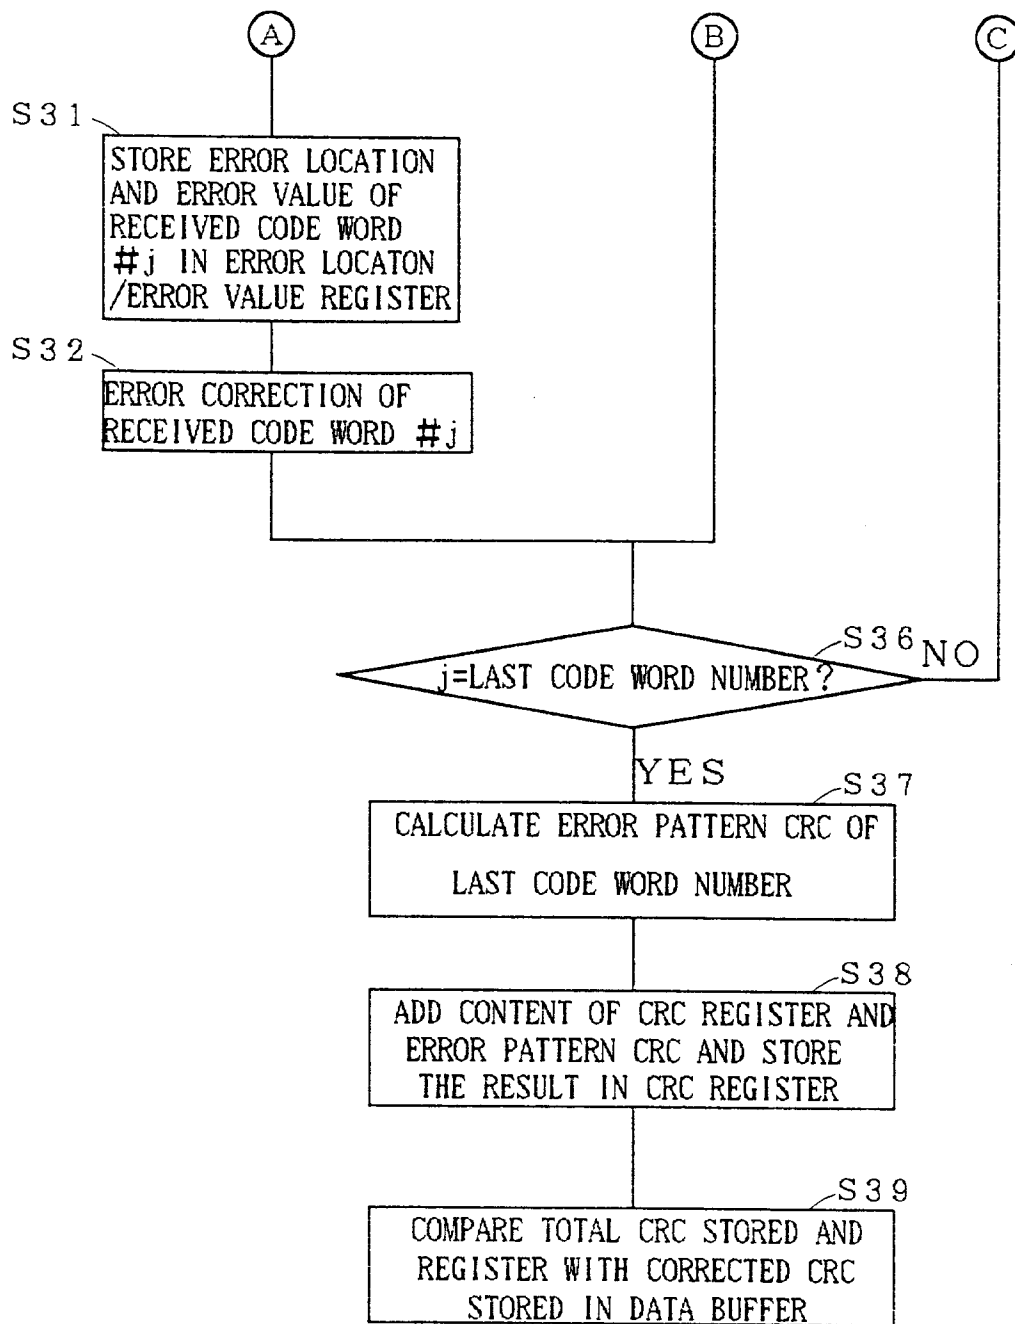 A
B
C
S31
STORE ERROR LOCATION
AND ERROR VALUE OF
RECEIVED CODE WORD
#j IN ERROR LOCATON
/ERROR VALUE REGISTER
S32
ERROR CORRECTION OF
RECEIVED CODE WORD #j
S36
NO
j=LAST CODE WORD NUMBER?
YES
S37
CALCULATE ERROR PATTERN CRC OF
LAST CODE WORD NUMBER
S38
ADD CONTENT OF CRC REGISTER AND
ERROR PATTERN CRC AND STORE
THE RESULT IN CRC REGISTER
S39
COMPARE TOTAL CRC STORED AND
REGISTER WITH CORRECTED CRC
STORED IN DATA BUFFER